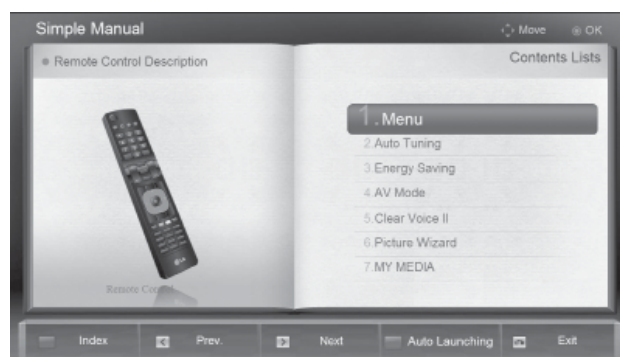 Simple Manual
Move
OK
Remote Control Description
Contents Lists
1. Menu
2. Auto Tuning
3. Energy Saving
4. AV Mode
5. Clear Voice II
6. Picture Wizard
7. MY MEDIA
LG
Remote Control
Index
Prev.
Next
Auto Launching
Exit